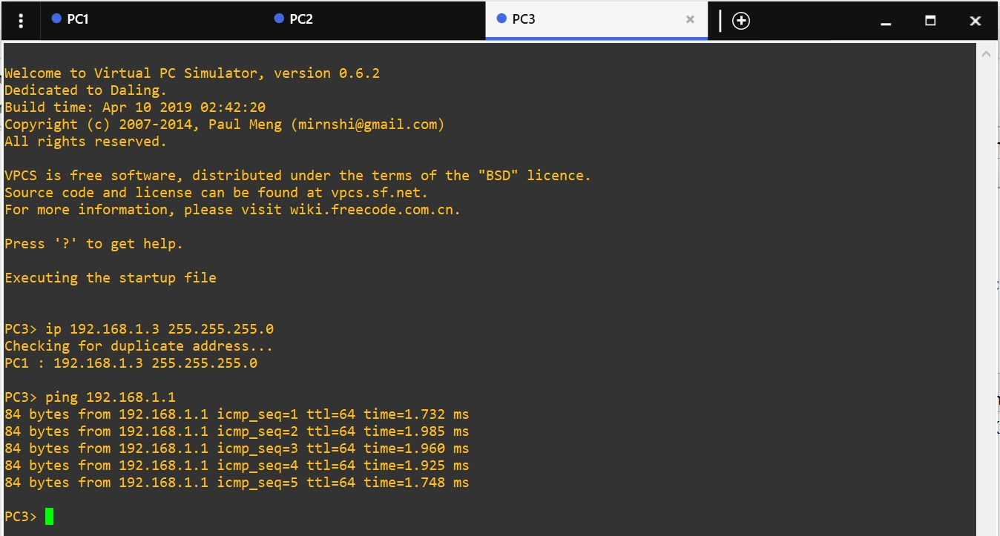 PC1
PC2
PC3
Welcome to Virtual PC Simulator, version 0.6.2
Dedicated to Daling.
Build time: Apr 10 2019 02:42:20
Copyright (c) 2007-2014, Paul Meng (mirnshi@gmail.com)
All rights reserved.
VPCS is free software, distributed under the terms of the "BSD" licence.
Source code and license can be found at vpcs.sf.net.
For more information, please visit wiki.freecode.com.cn.
Press '?' to get help.
Executing the startup file
PC3> ip 192.168.1.3 255.255.255.0
Checking for duplicate address...
PC1 : 192.168.1.3 255.255.255.0
PC3> ping 192.168.1.1
84 bytes from 192.168.1.1 icmp_seq=1 ttl=64 time=1.732 ms
84 bytes from 192.168.1.1 icmp_seq=2 ttl=64 time=1.985 ms
84 bytes from 192.168.1.1 icmp_seq=3 ttl=64 time=1.960 ms
84 bytes from 192.168.1.1 icmp_seq=4 ttl=64 time=1.925 ms
84 bytes from 192.168.1.1 icmp_seq=5 ttl=64 time=1.748 ms
PC3>